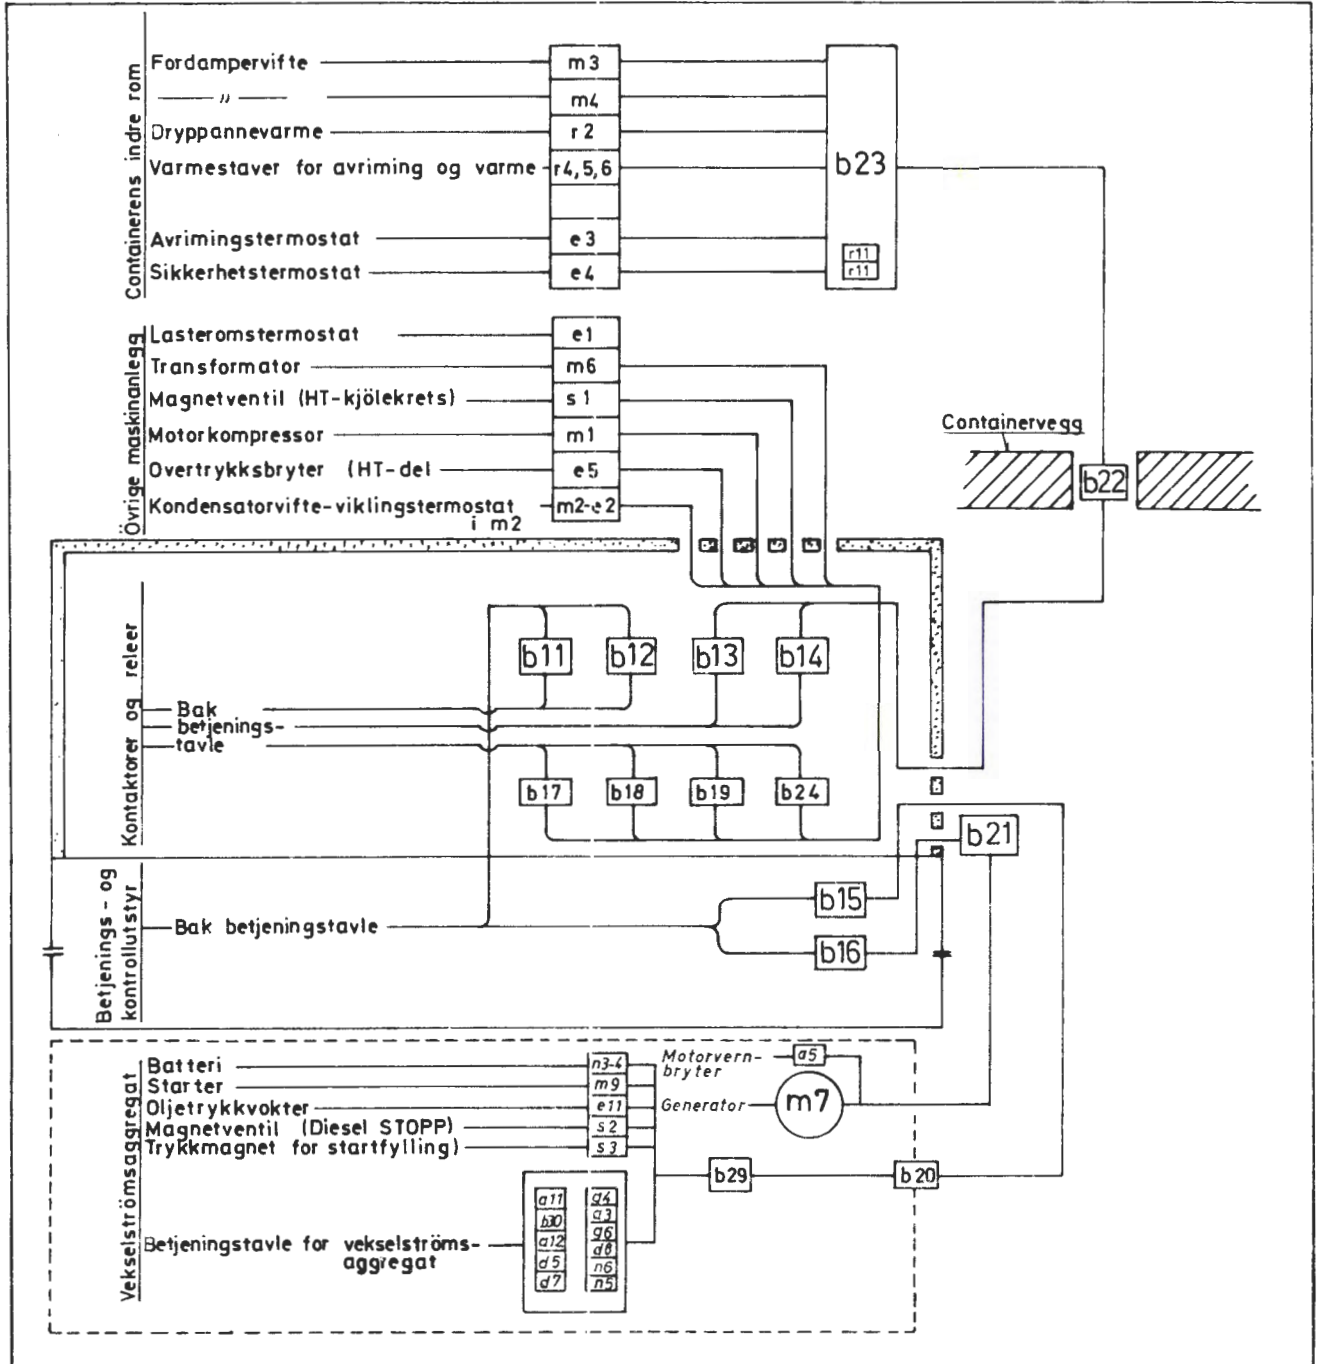 Containerens indre rom
Fordampervifte m3
— " — m4
Dryppannevarme r2
Varmestaver for avriming og varme r4,5,6
b23
Avrimingstermostat e3
r11
Sikkerhetstermostat e4
r11
Övrige maskinanlegg
Lasteromstermostat e1
Transformator m6
Magnetventil (HT-kjölekrets) s1
Motorkompressor m1
Overtrykksbryter (HT-del e5
Kondensatorvifte-viklingstermostat m2-e2
i m2
Containervegg
b22
Kontaktorer og releer
b11 b12 b13 b14
Bak
betjenings-
tavle
b17 b18 b19 b24
b21
Betjenings- og
kontrollutstyr
b15
Bak betjeningstavle
b16
Vekselströmsaggregat
Batteri n3-4
Starter m9
Oljetrykkvokter e11
Magnetventil (Diesel STOPP) s2
Trykkmagnet for startfylling) s3
Motorvern-
bryter
a5
Generator m7
b29 b20
Betjeningstavle for vekselströms-
aggregat
a11
b30
a12
d5
d7
g4
a3
g6
d8
n6
n5